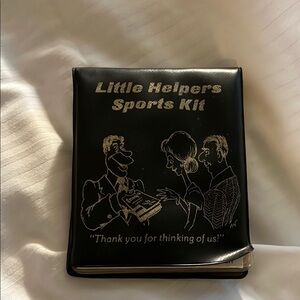 Little Helpers
Sports Kit
"Thank you for thinking of us!"